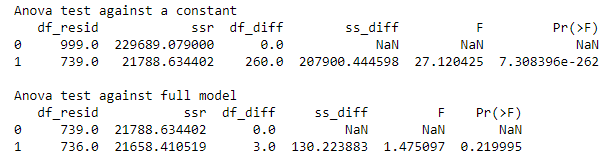 Anova test against a constant
df_resid ssr df_diff ss_diff F Pr(>F)
0 999.0 229689.079000 0.0 NaN NaN NaN
1 739.0 21788.634402 260.0 207900.444598 27.120425 7.308396e-262
Anova test against full model
df_resid ssr df_diff ss_diff F Pr(>F)
0 739.0 21788.634402 0.0 NaN NaN NaN
1 736.0 21658.410519 3.0 130.223883 1.475097 0.219995